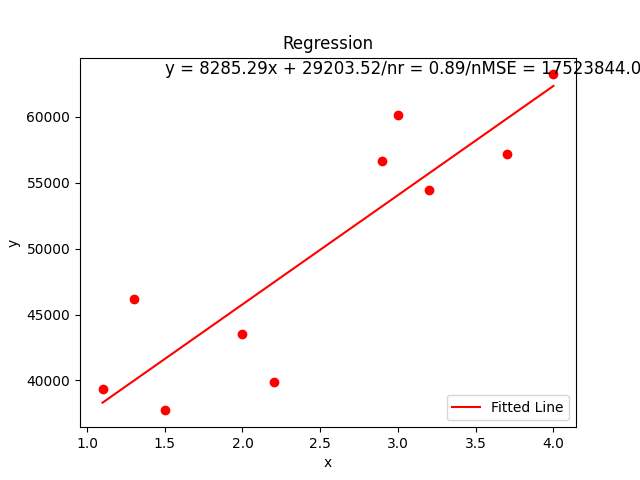 Regression
y = 8285.29x + 29203.52/nr = 0.89/nMSE = 17523844.0
60000
55000
50000
45000
40000
y
1.0 1.5 2.0 2.5 3.0 3.5 4.0
x
Fitted Line